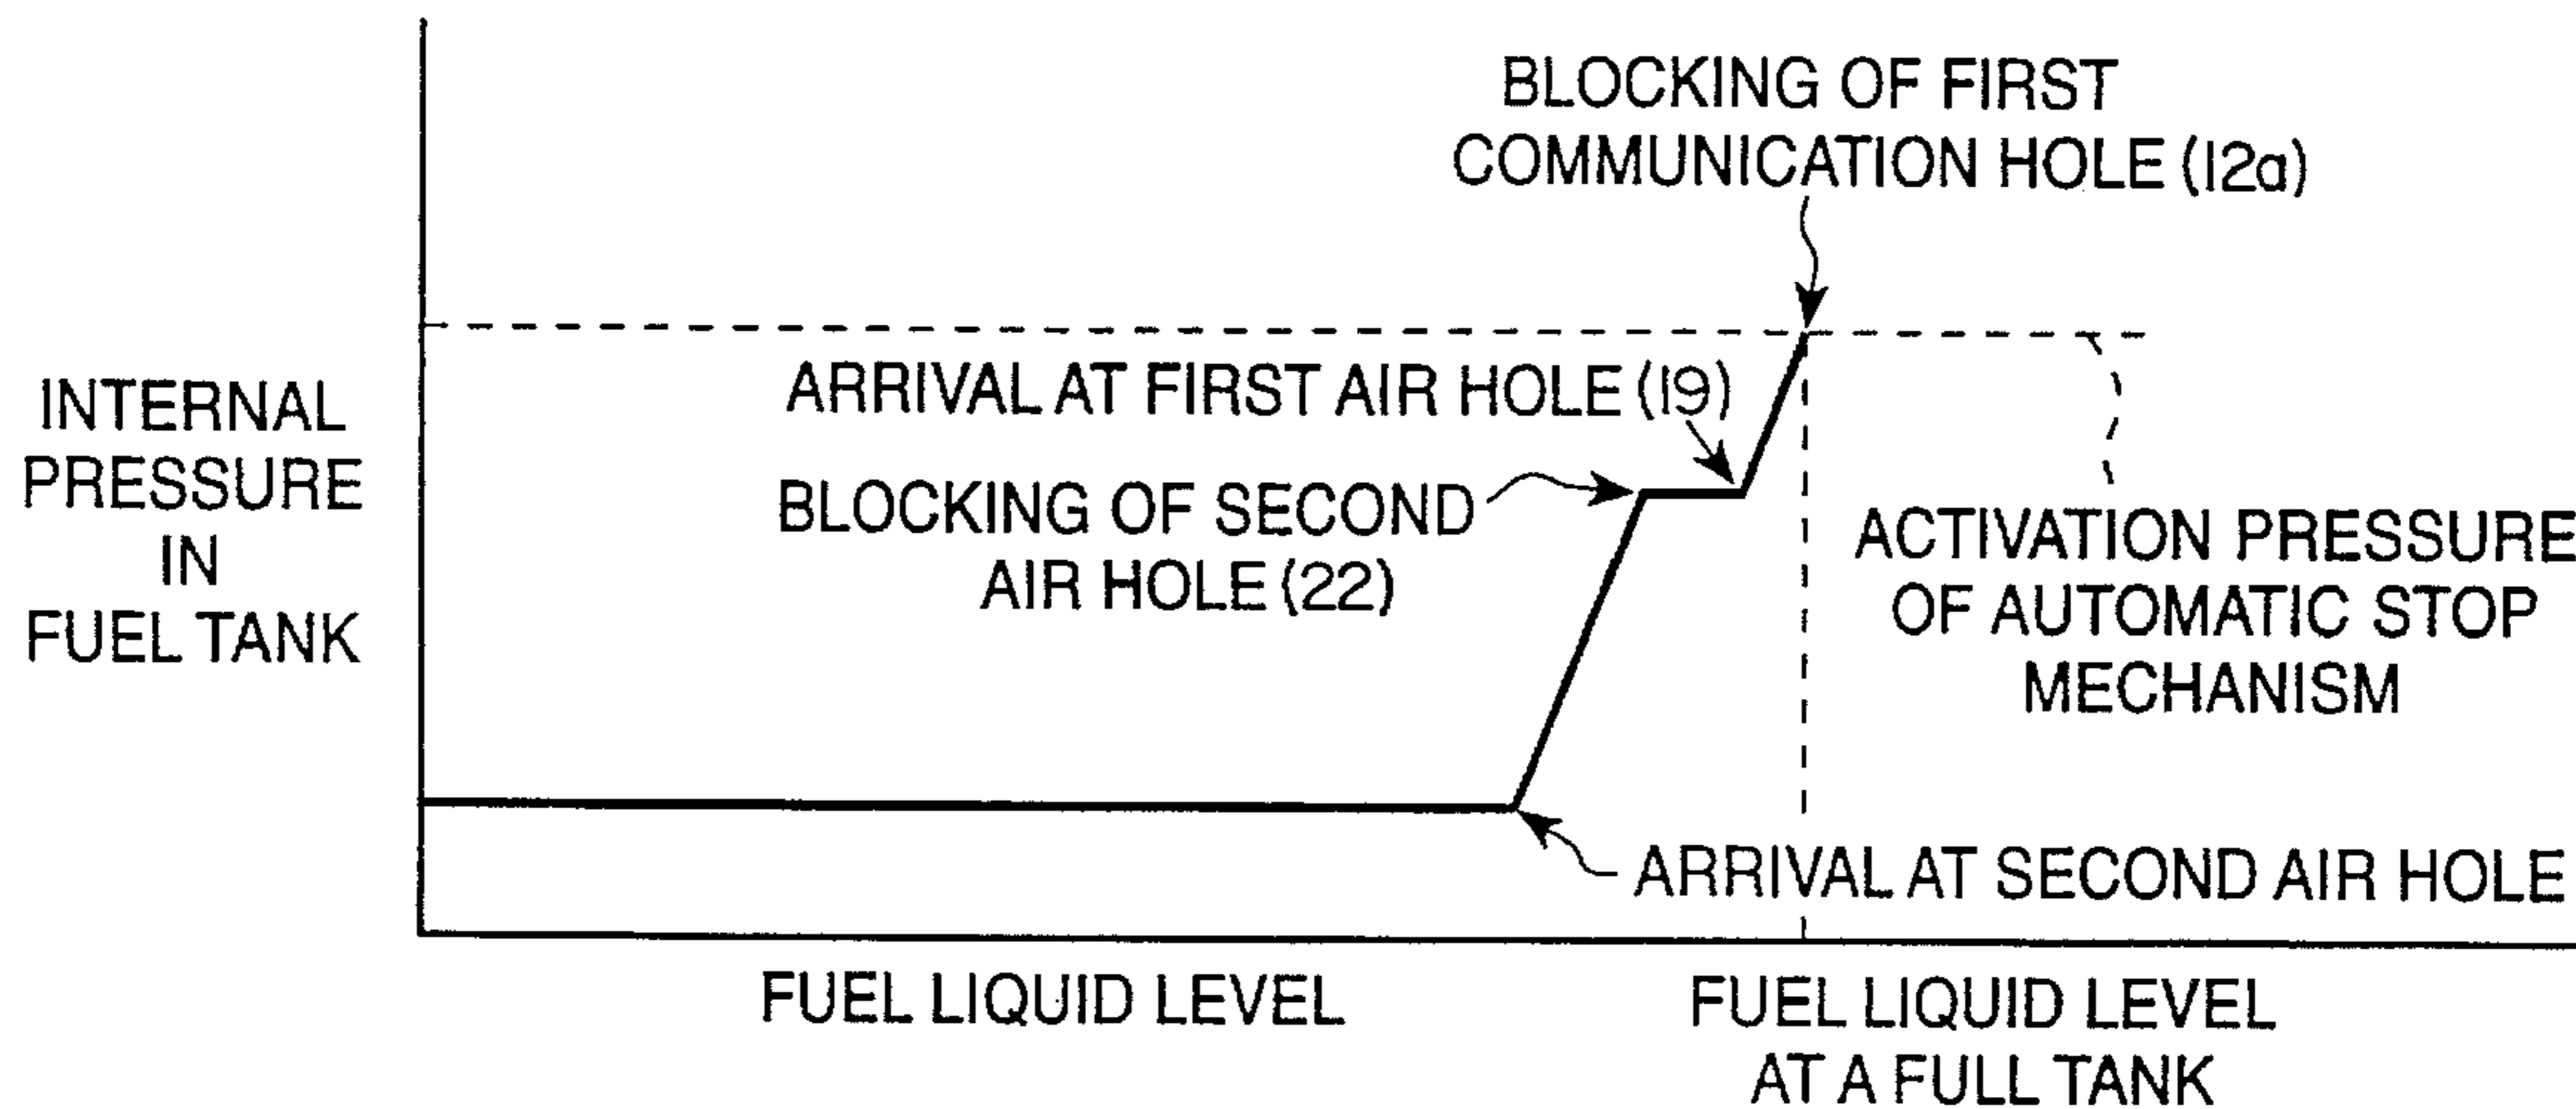 BLOCKING OF FIRST
COMMUNICATION HOLE (12a)
ARRIVAL AT FIRST AIR HOLE (19)
INTERNAL
PRESSURE
IN
FUEL TANK
BLOCKING OF SECOND
AIR HOLE (22)
ACTIVATION PRESSURE
OF AUTOMATIC STOP
MECHANISM
ARRIVAL AT SECOND AIR HOLE
FUEL LIQUID LEVEL
FUEL LIQUID LEVEL
AT A FULL TANK